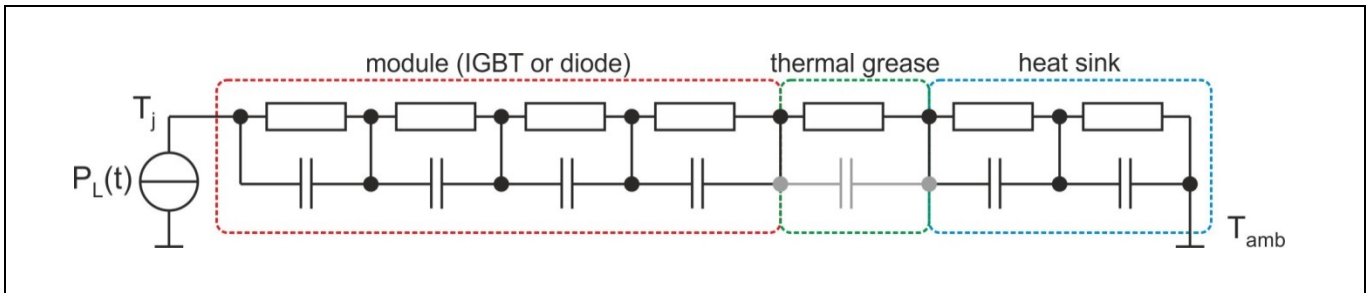 module (IGBT or diode)
thermal grease
heat sink
T_j
P_L(t)
T_amb